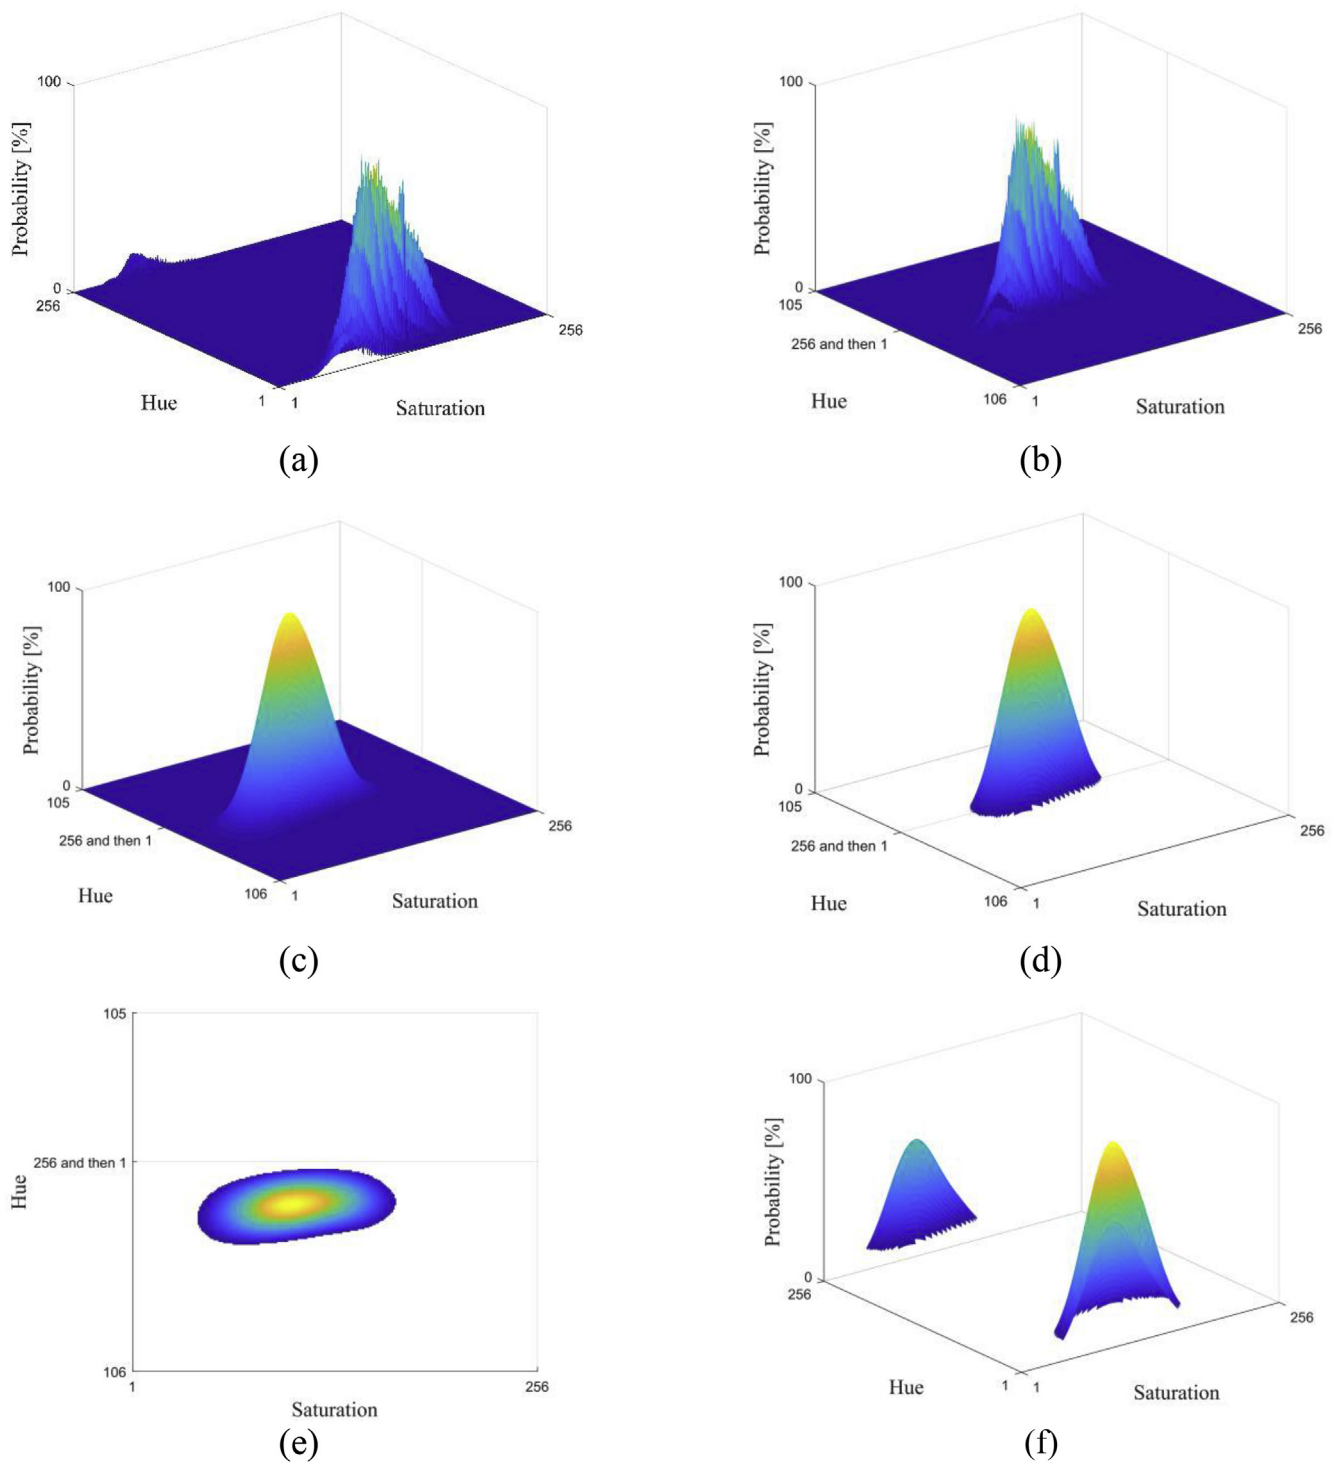 100
Probability [%]
0
256
Hue
1
1
Saturation
256
(a)
100
Probability [%]
0
105
256 and then 1
Hue
106
1
Saturation
256
(b)
100
Probability [%]
0
105
256 and then 1
Hue
106
1
Saturation
256
(c)
100
Probability [%]
0
105
256 and then 1
Hue
106
1
Saturation
256
(d)
105
256 and then 1
Hue
106
1
256
Saturation
(e)
100
Probability [%]
0
256
Hue
1
1
Saturation
256
(f)